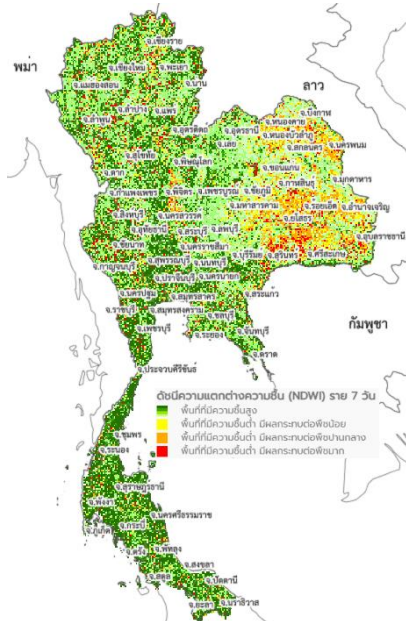 จ.เชียงราย
พม่า
จ.เชียงใหม่
จ.พะเยา
ลาว
จ.แม่ฮ่องสอน
จ.น่าน
จ.บึงกาฬ
จ.ลำปาง
จ.แพร่
จ.หนองคาย
จ.ลำพูน
จ.อุตรดิตถ์
จ.อุดรธานี
จ.หนองบัวลำภู
จ.เลย
จ.สกลนคร
จ.นครพนม
จ.สุโขทัย
จ.พิษณุโลก
จ.ขอนแก่น
จ.ตาก
จ.กาฬสินธุ์
จ.มุกดาหาร
จ.กำแพงเพชร
จ.พิจิตร
จ.เพชรบูรณ์
จ.ชัยภูมิ
จ.มหาสารคาม
จ.ร้อยเอ็ด
จ.อำนาจเจริญ
จ.สิงห์บุรี
จ.นครสวรรค์
จ.ยโสธร
จ.อุทัยธานี
จ.สระบุรี
จ.ลพบุรี
จ.อุบลราชธานี
จ.ชัยนาท
จ.นครราชสีมา
จ.บุรีรัมย์
จ.สุรินทร์
จ.ศรีสะเกษ
จ.สุพรรณบุรี
จ.นนทบุรี
จ.กาญจนบุรี
จ.ปราจีนบุรี
จ.นครนายก
จ.สระแก้ว
จ.นครปฐม
จ.สมุทรสาคร
จ.ราชบุรี
จ.สมุทรสงคราม
จ.ชลบุรี
กัมพูชา
จ.เพชรบุรี
จ.ระยอง
จ.จันทบุรี
จ.ตราด
จ.ประจวบคีรีขันธ์
ดัชนีความแตกต่างความชื้น (NDWI) ราย 7 วัน
พื้นที่ที่มีความชื้นสูง
พื้นที่ที่มีความชื้นต่ำ มีผลกระทบต่อพืชน้อย
พื้นที่ที่มีความชื้นต่ำ มีผลกระทบต่อพืชปานกลาง
พื้นที่ที่มีความชื้นต่ำ มีผลกระทบต่อพืชมาก
จ.ชุมพร
จ.ระนอง
จ.สุราษฎร์ธานี
จ.พังงา
จ.นครศรีธรรมราช
จ.กระบี่
จ.ภูเก็ต
จ.ตรัง
จ.พัทลุง
จ.สงขลา
จ.สตูล
จ.ปัตตานี
จ.ยะลา
จ.นราธิวาส